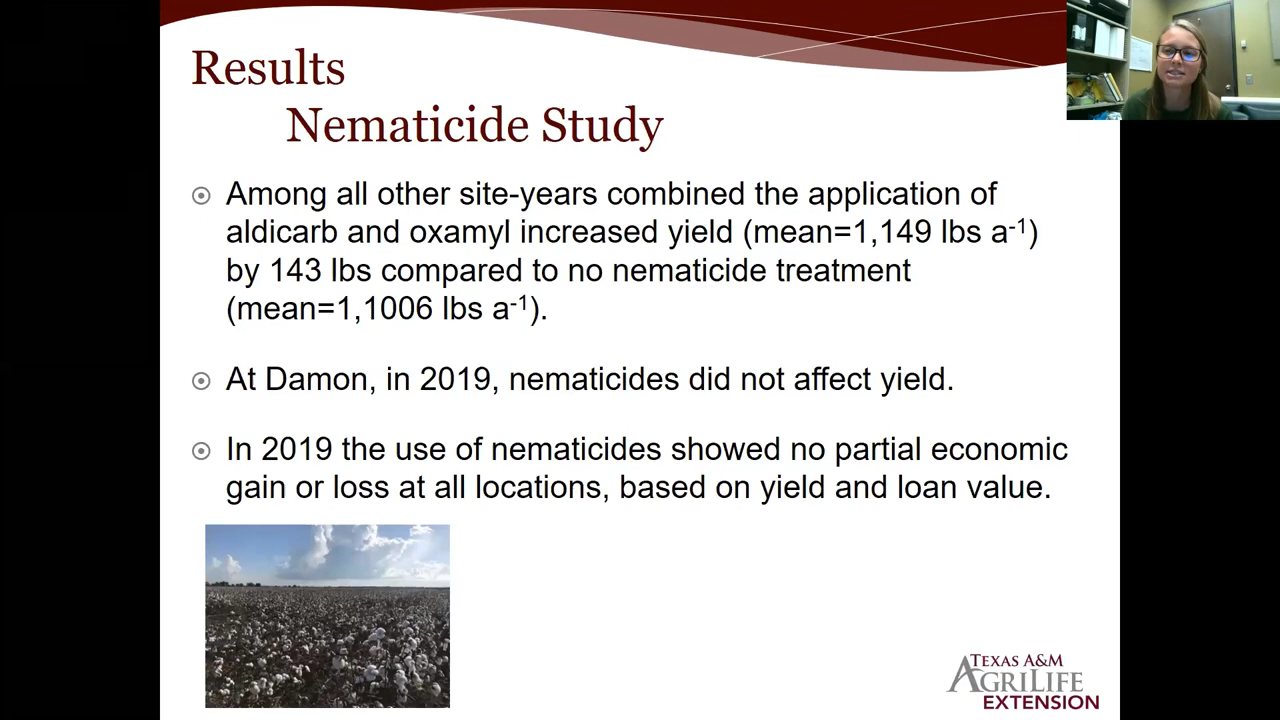 Results
Nematicide Study
Among all other site-years combined the application of
aldicarb and oxamyl increased yield (mean=1,149 lbs a⁻¹)
by 143 lbs compared to no nematicide treatment
(mean=1,1006 lbs a⁻¹).
At Damon, in 2019, nematicides did not affect yield.
In 2019 the use of nematicides showed no partial economic
gain or loss at all locations, based on yield and loan value.
TEXAS A&M
AGRILIFE
EXTENSION